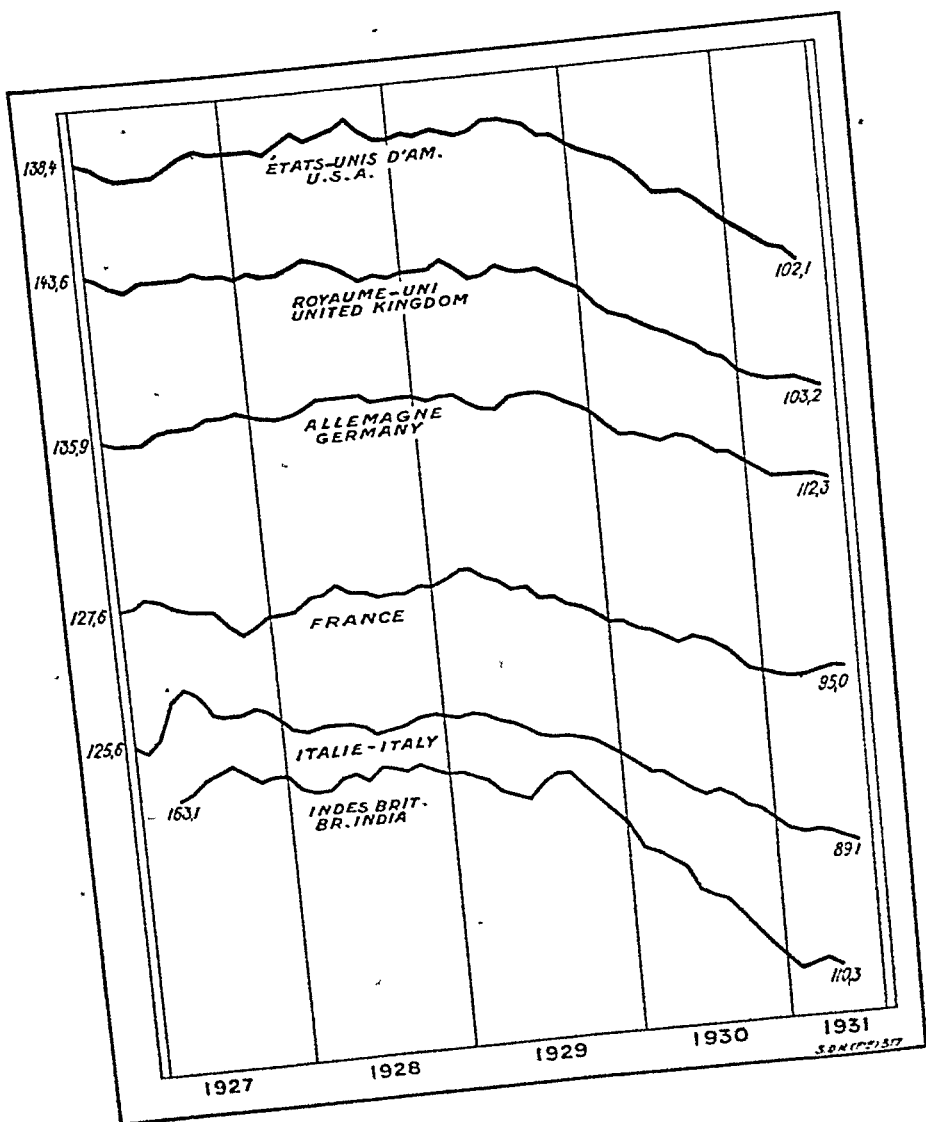 138,4
ÉTATS-UNIS D'AM.
U.S.A.
102,1
143,6
ROYAUME-UNI
UNITED KINGDOM
103,2
135,9
ALLEMAGNE
GERMANY
112,3
127,6
FRANCE
95,0
125,6
ITALIE-ITALY
89,1
163,1
INDES BRIT.
BR. INDIA
110,3
1927
1928
1929
1930
1931
S.D.N.